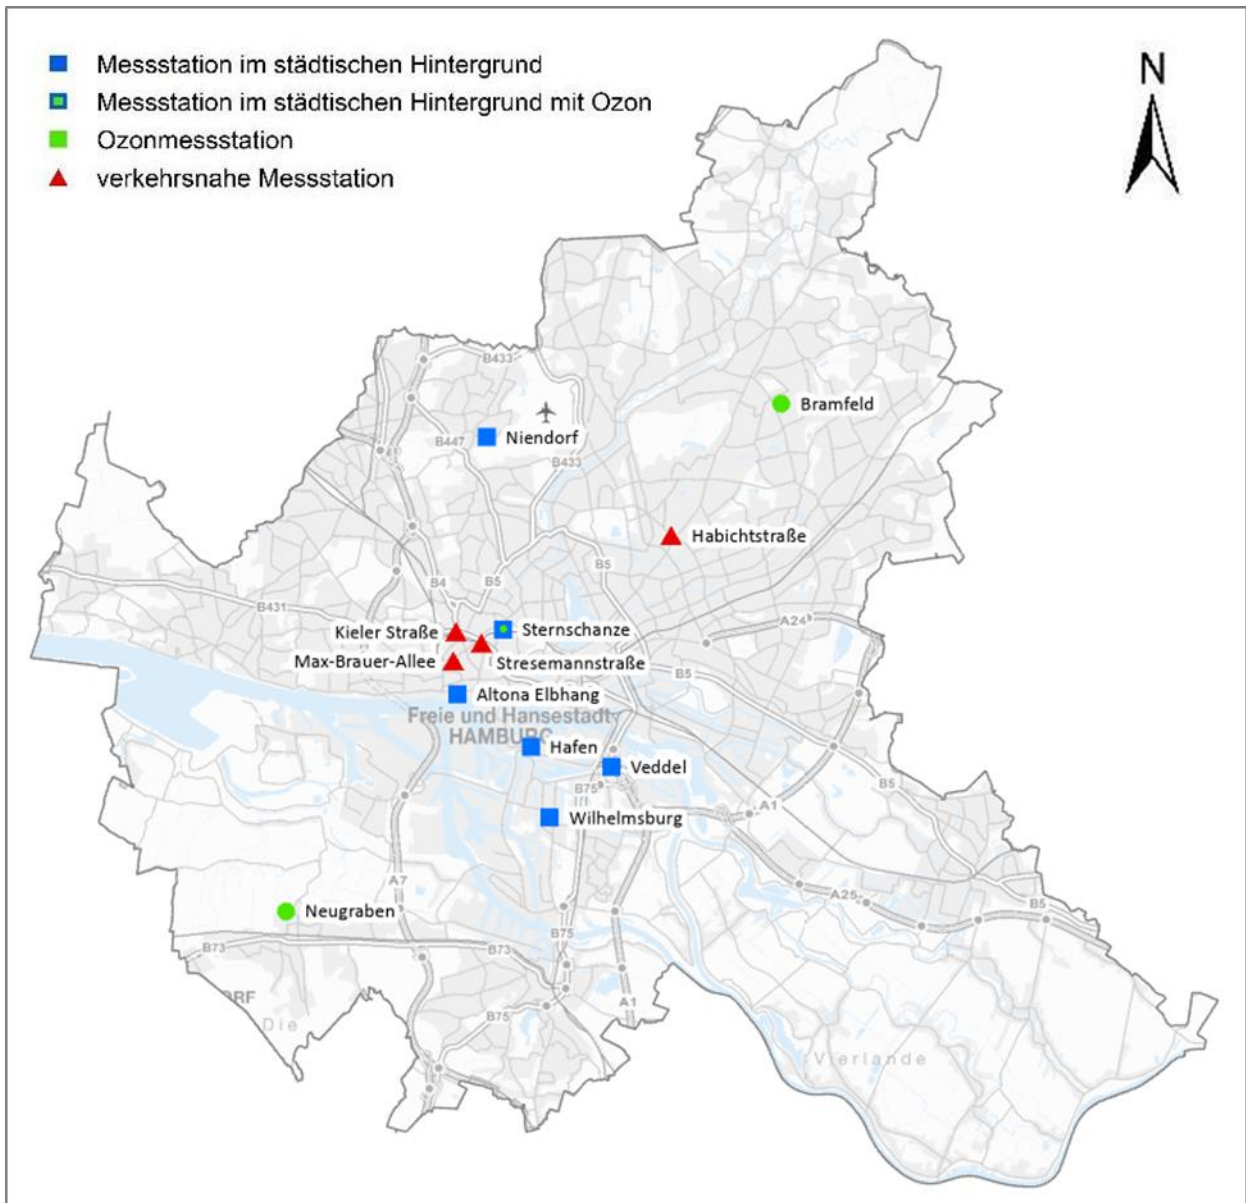 Messstation im städtischen Hintergrund
N
Messstation im städtischen Hintergrund mit Ozon
Ozonmessstation
verkehrsnahe Messstation
B433
Bramfeld
B447
Niendorf
B433
Habichtstraße
B5
B4
B5
B431
A24
Kieler Straße
Sternschanze
Max-Brauer-Allee
Stresemannstraße
B5
Altona Elbhang
Freie und Hansestadt
HAMBURG
Hafen
Veddel
B75
B5
A1
Wilhelmsburg
A7
A25
Neugraben
B5
B75
B73
B73
ORF
Die
B75
A1
Vierlande